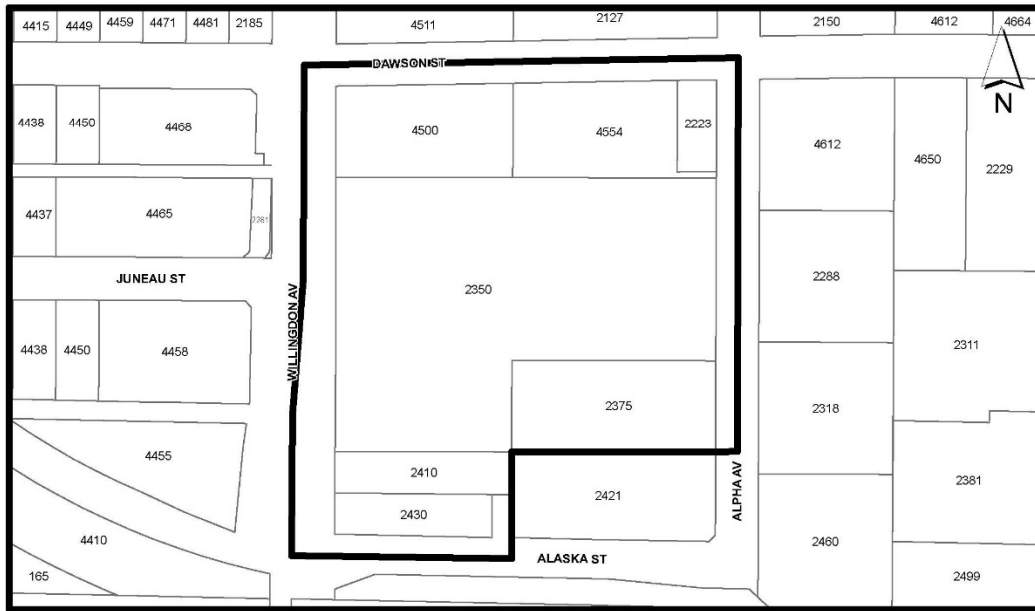 4415 4449 4459 4471 4481 2185 4511 2127 2150 4612 4664
DAWSON ST
N
4438 4450 4468 4500 4554 2223 4612 4650 2229
4437 4465 2281
JUNEAU ST
WILLINGDON AV
2350 2288
4438 4450 4458 2311
2375 2318
4455 2410 2381
2430 2421 ALPHA AV
4410 2460
ALASKA ST
165 2499